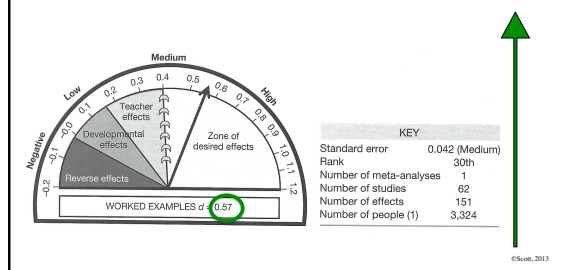 Medium
Low
High
Negative
-0.2
-0.1
-0.0
0.1
0.2
0.3
0.4
0.5
0.6
0.7
0.8
0.9
1.0
1.1
1.2
Teacher
effects
Developmental
effects
Reverse effects
Zone of
desired effects
WORKED EXAMPLES d = 0.57
KEY
Standard error 0.042 (Medium)
Rank 30th
Number of meta-analyses 1
Number of studies 62
Number of effects 151
Number of people (1) 3,324
©Scott, 2013